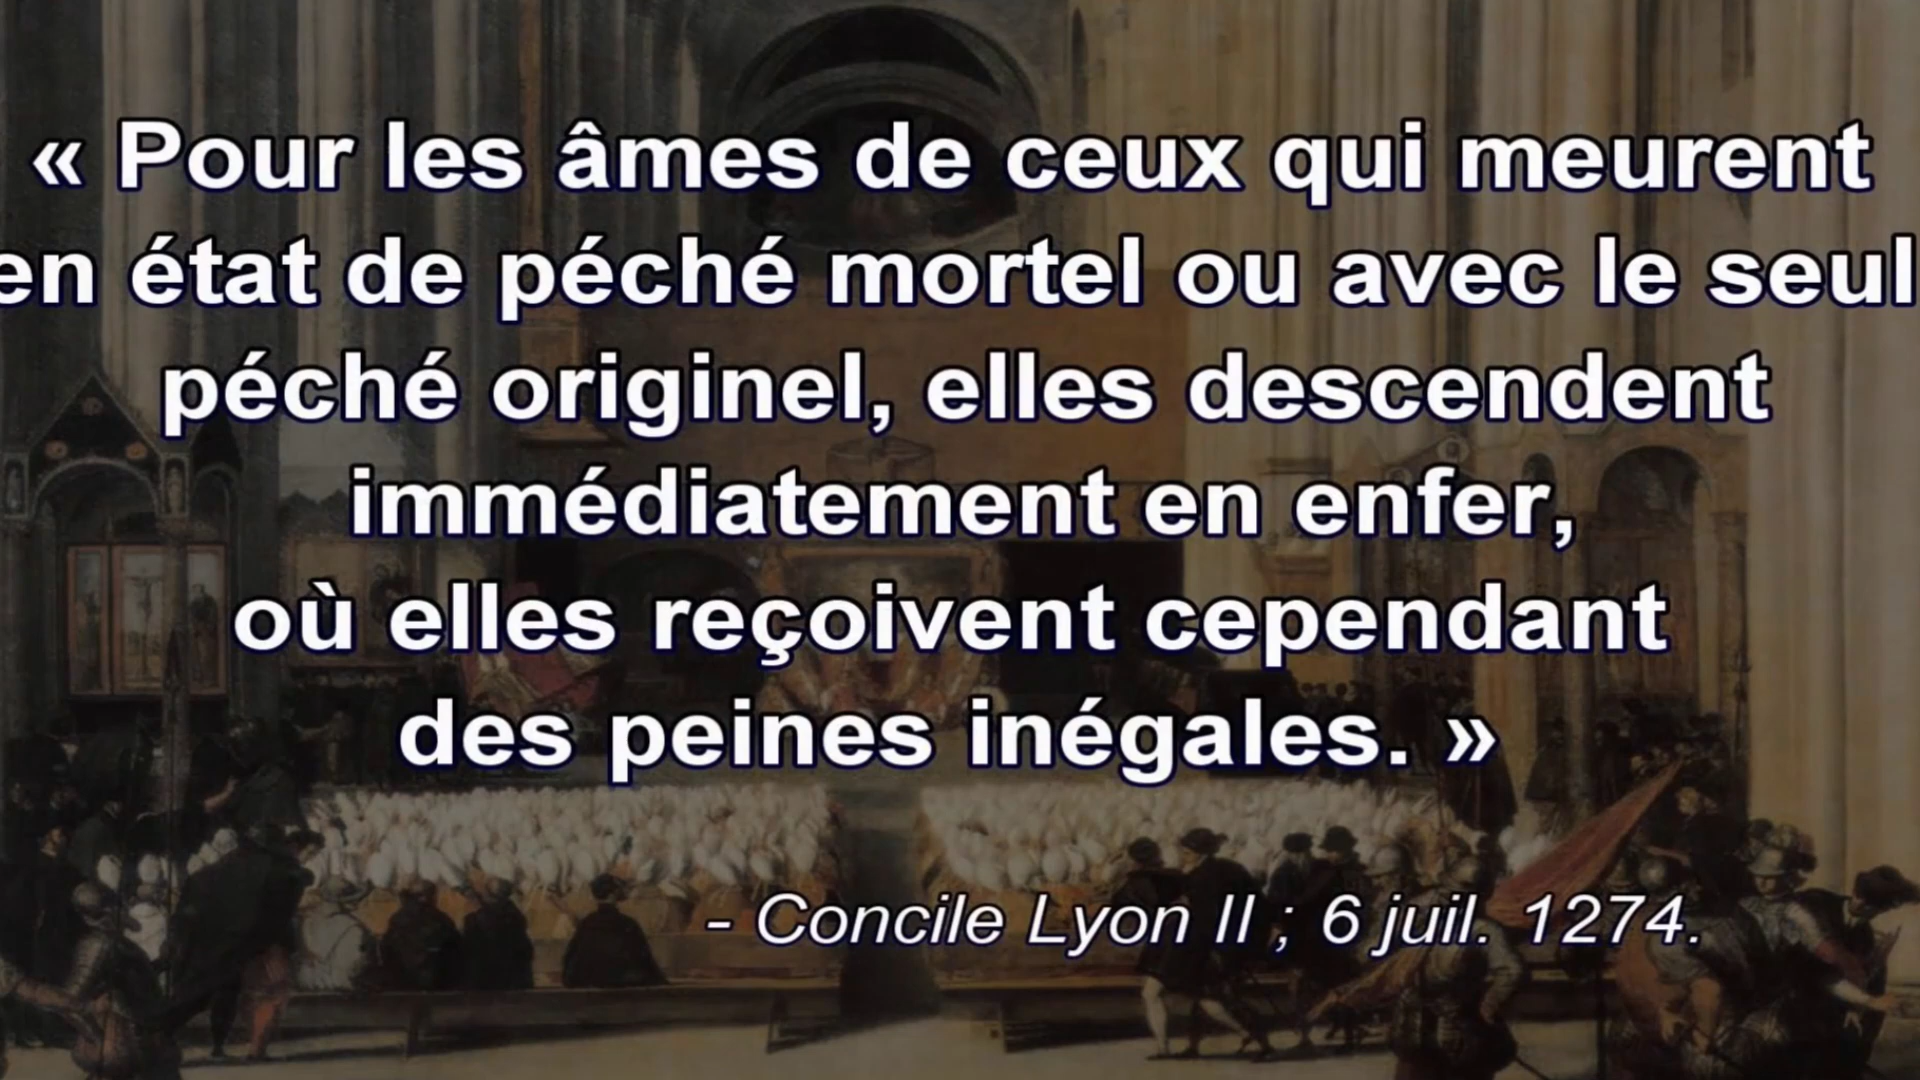 « Pour les âmes de ceux qui meurent
en état de péché mortel ou avec le seul
péché originel, elles descendent
immédiatement en enfer,
où elles reçoivent cependant
des peines inégales. »
- Concile Lyon II ; 6 juil. 1274.